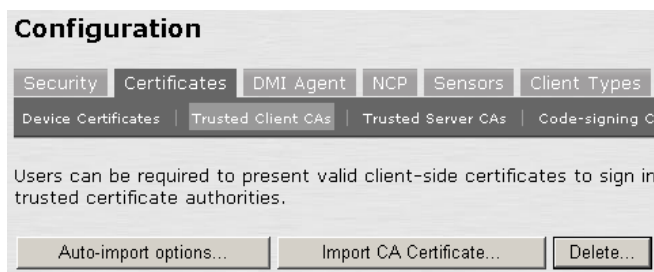 Configuration
Security Certificates DMI Agent NCP Sensors Client Types
Device Certificates | Trusted Client CAs | Trusted Server CAs | Code-signing C
Users can be required to present valid client-side certificates to sign in
trusted certificate authorities.
Auto-import options... Import CA Certificate... Delete...